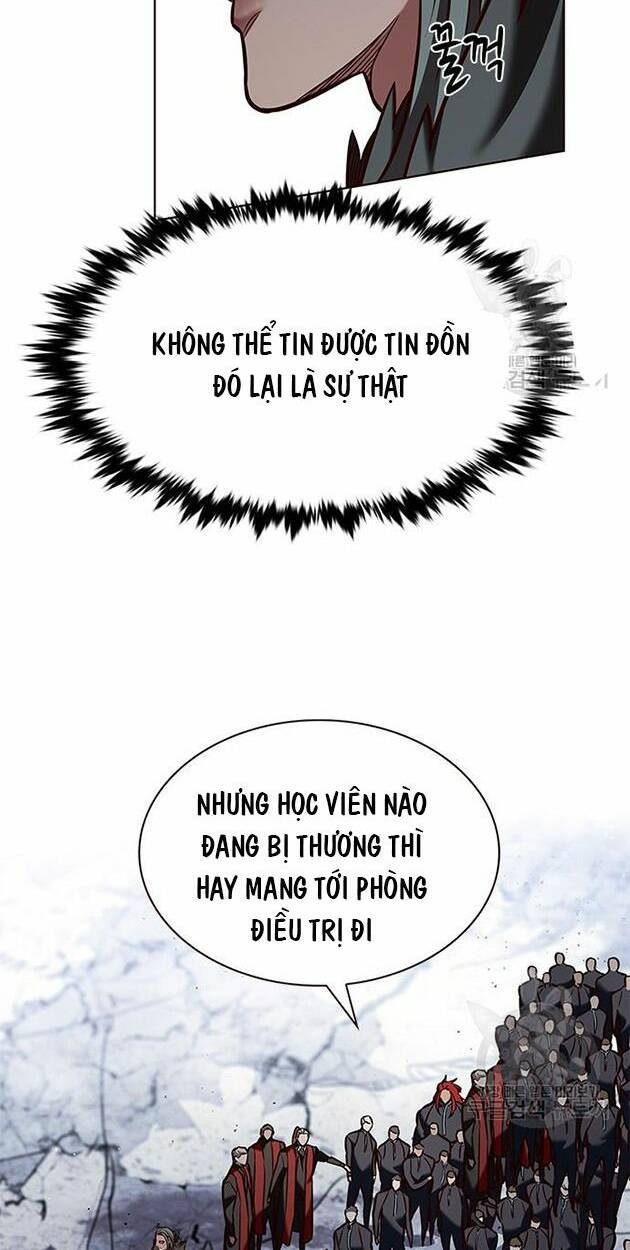 꿀꺽
KHÔNG THỂ TIN ĐƯỢC TIN ĐỒN
ĐÓ LẠI LÀ SỰ THẬT
NHƯNG HỌC VIÊN NÀO
ĐANG BỊ THƯƠNG THÌ
HAY MANG TỚI PHÒNG
ĐIỀU TRỊ ĐI